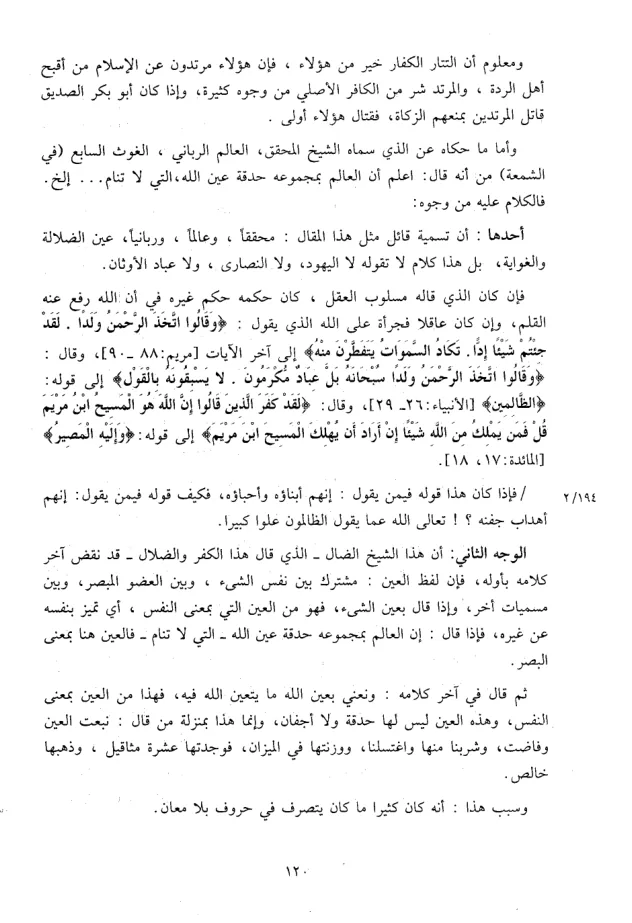 ومعلوم أن التتار الكفار خير من هؤلاء ، فإن هؤلاء مرتدون عن الإسلام من أقبح
أهل الردة ، والمرتد شر من الكافر الأصلي من وجوه كثيرة، وإذا كان أبو بكر الصديق
قاتل المرتدين بمنعهم الزكاة، فقتال هؤلاء أولى .
وأما ما حكاه عن الذي سماه الشيخ المحقق، العالم الرباني ، الغوث السابع (في
الشمعة) من أنه قال: اعلم أن العالم بمجموعه حدقة عين الله،التي لا تنام... إلخ.
فالكلام عليه من وجوه:
أحدها : أن تسمية قائل مثل هذا المقال : محققاً ، وعالماً ، وربانياً، عين الضلالة
والغواية، بل هذا كلام لا تقوله لا اليهود، ولا النصارى ، ولا عباد الأوثان.
فإن كان الذي قاله مسلوب العقل ، كان حكمه حكم غيره في أن الله رفع عنه
القلم، وإن كان عاقلا فجرأة على الله الذي يقول : ﴿وَقَالُوا اتَّخَذَ الرَّحْمَنُ وَلَدًا . لَقَدْ
جِئْتُمْ شَيْئًا إِدًّا. تَكَادُ السَّمَوَاتُ يَتَفَطَّرْنَ مِنْهُ﴾ إلى آخر الآيات [مريم:٨٨ ـ٩٠]، وقال :
﴿وَقَالُوا اتَّخَذَ الرَّحْمَنُ وَلَدًا سُبْحَانَهُ بَلْ عِبَادٌ مُكْرَمُونَ . لا يَسْبِقُونَهُ بِالْقَوْلِ﴾ إلى قوله:
﴿الظَّالِمِينَ﴾ [الأنبياء:٢٦ـ ٢٩]، وقال: ﴿لَقَدْ كَفَرَ الَّذِينَ قَالُوا إِنَّ اللَّهَ هُوَ الْمَسِيحُ ابْنُ مَرْيَمَ
قُلْ فَمَن يَمْلِكُ مِنَ اللَّهِ شَيْئًا إِنْ أَرَادَ أَن يُهْلِكَ الْمَسِيحَ ابْنَ مَرْيَمَ﴾ إلى قوله: ﴿وَإِلَيْهِ الْمَصِيرُ﴾
[المائدة:١٧، ١٨].
٢/١٩٤ / فإذا كان هذا قوله فيمن يقول : إنهم أبناؤه وأحباؤه، فكيف قوله فيمن يقول: إنهم
أهداب جفنه ؟ ! تعالى الله عما يقول الظالمون علوا كبيرا.
الوجه الثاني: أن هذا الشيخ الضال ـ الذي قال هذا الكفر والضلال ـ قد نقض آخر
كلامه بأوله، فإن لفظ العين : مشترك بين نفس الشيء ، وبين العضو المبصر، وبين
مسميات أخر، وإذا قال بعين الشيء، فهو من العين التي بمعنى النفس ، أي تميز بنفسه
عن غيره، فإذا قال : إن العالم بمجموعه حدقة عين الله ـ التي لا تنام ـ فالعين هنا بمعنى
البصر.
ثم قال في آخر كلامه : ونعني بعين الله ما يتعين الله فيه، فهذا من العين بمعنى
النفس، وهذه العين ليس لها حدقة ولا أجفان، وإنما هذا بمنزلة من قال : نبعت العين
وفاضت، وشربنا منها واغتسلنا، ووزنتها في الميزان، فوجدتها عشرة مثاقيل ، وذهبها
خالص.
وسبب هذا : أنه كان كثيرا ما كان يتصرف في حروف بلا معان.
١٢٠